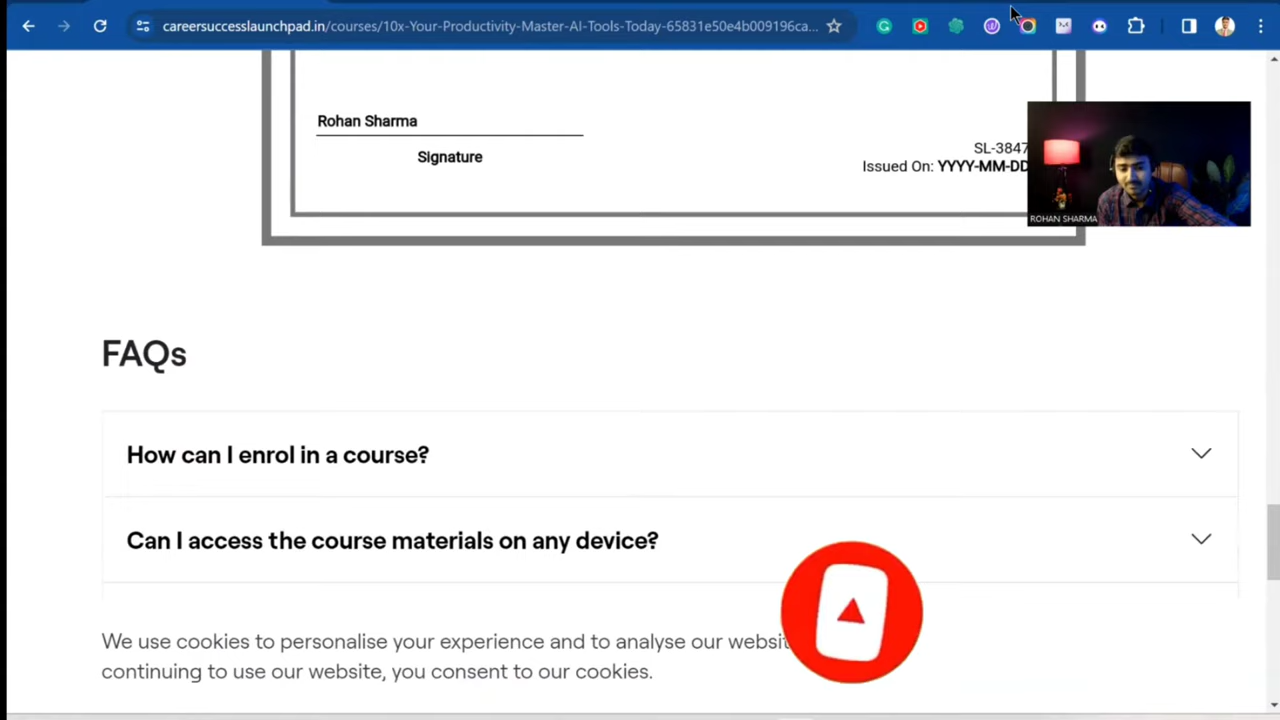 careersuccesslaunchpad.in/courses/10x-Your-Productivity-Master-AI-Tools-Today-65831e50e4b009196ca...
Rohan Sharma
Signature
SL-3847
Issued On: YYYY-MM-DD
ROHAN SHARMA
FAQs
How can I enrol in a course?
Can I access the course materials on any device?
We use cookies to personalise your experience and to analyse our
continuing to use our website, you consent to our cookies.